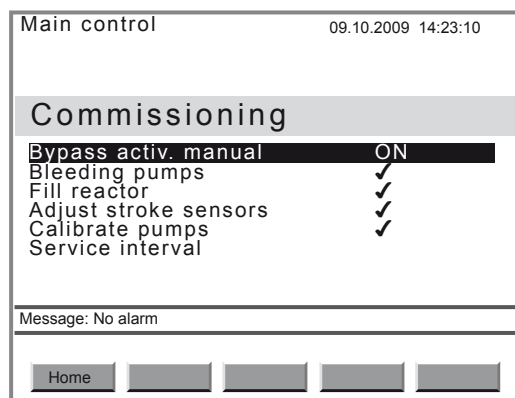 Main control 09.10.2009 14:23:10
Commissioning
Bypass activ. manual ON
Bleeding pumps ✓
Fill reactor ✓
Adjust stroke sensors ✓
Calibrate pumps ✓
Service interval
Message: No alarm
Home